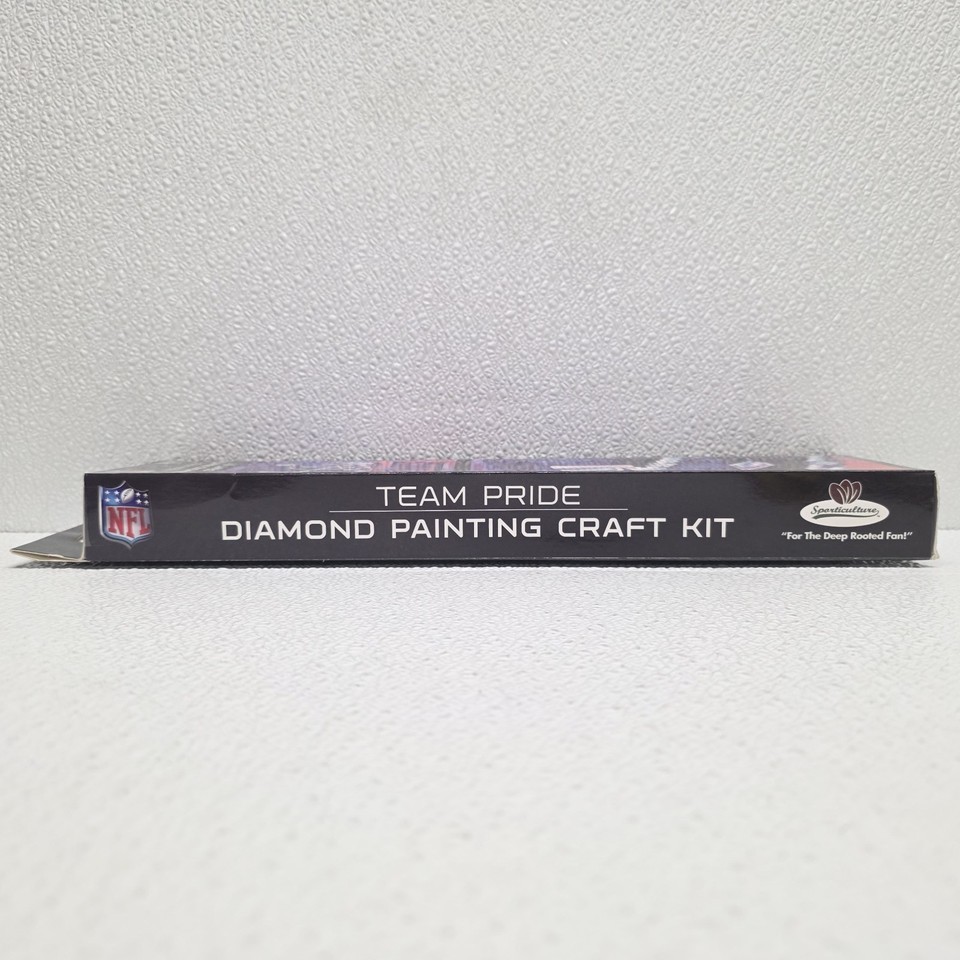 NFL
TEAM PRIDE
DIAMOND PAINTING CRAFT KIT
Sporticulture
"For The Deep Rooted Fan!"